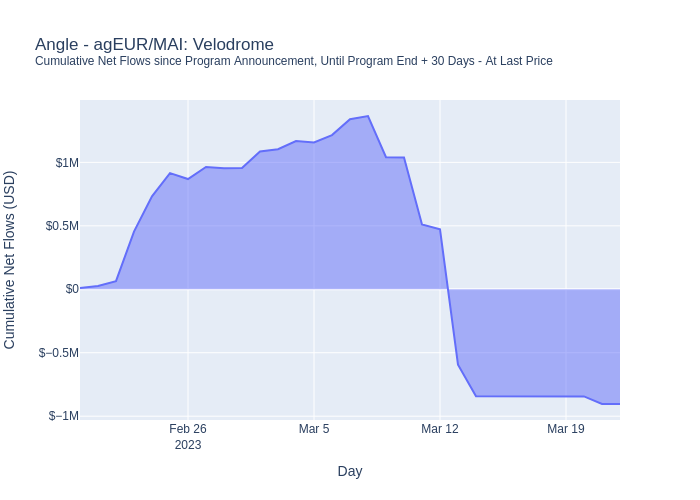 Angle - agEUR/MAI: Velodrome
Cumulative Net Flows since Program Announcement, Until Program End + 30 Days - At Last Price
Cumulative Net Flows (USD)
$1M
$0.5M
$0
$−0.5M
$−1M
Feb 26
2023
Mar 5
Mar 12
Mar 19
Day